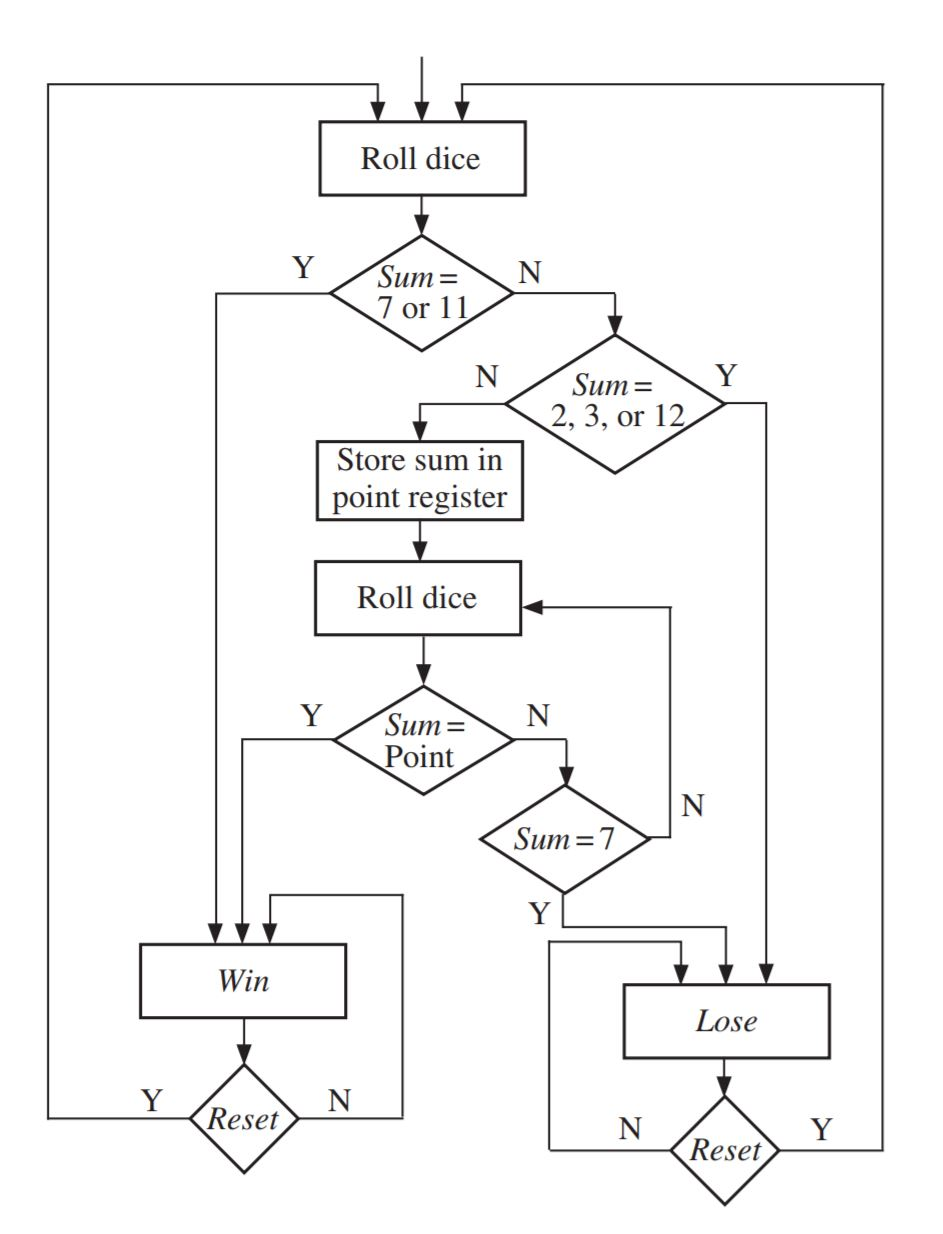 Roll dice
Y
Sum =
7 or 11
N
N
Sum =
2, 3, or 12
Y
Store sum in
point register
Roll dice
Y
Sum =
Point
N
Sum = 7
N
Y
Win
Lose
Y
Reset
N
N
Reset
Y